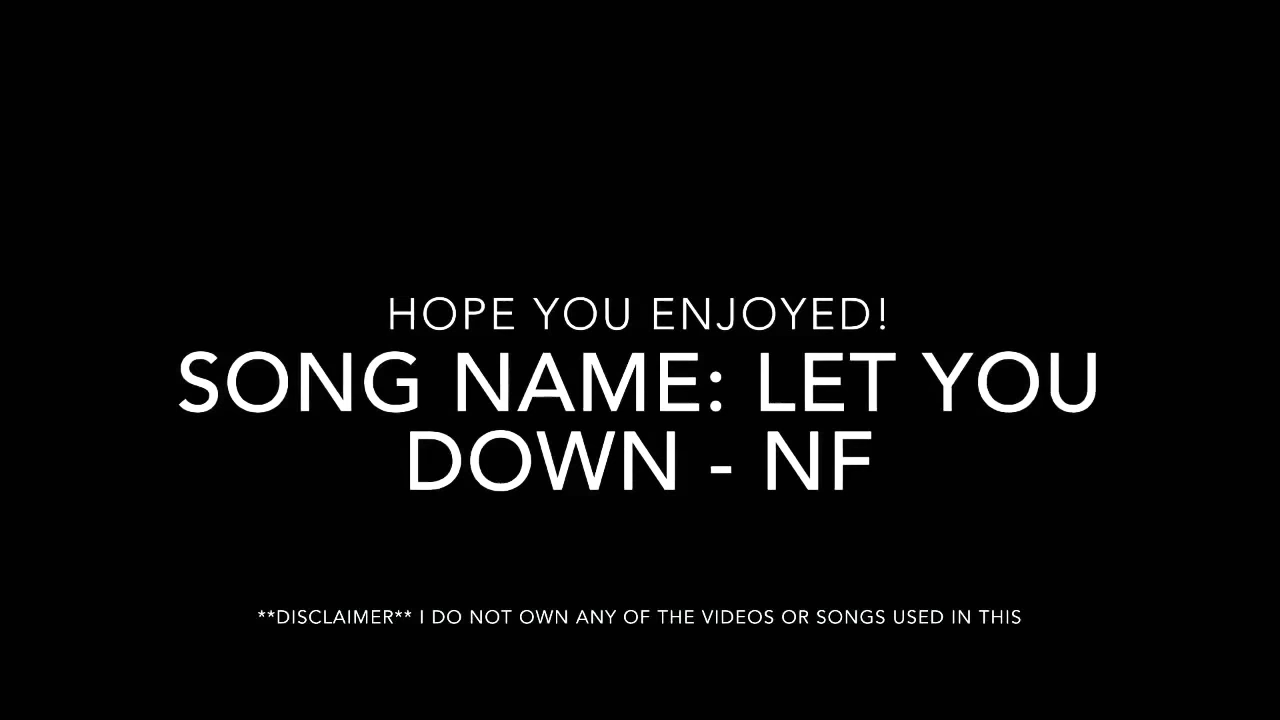 HOPE YOU ENJOYED!
SONG NAME: LET YOU
DOWN - NF
**DISCLAIMER** I DO NOT OWN ANY OF THE VIDEOS OR SONGS USED IN THIS